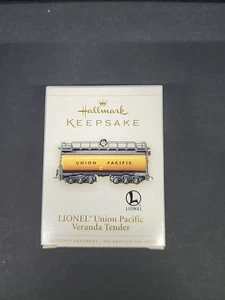 Hallmark
KEEPSAKE
UNION PACIFIC
LIONEL
LIONEL® Union Pacific
Veranda Tender